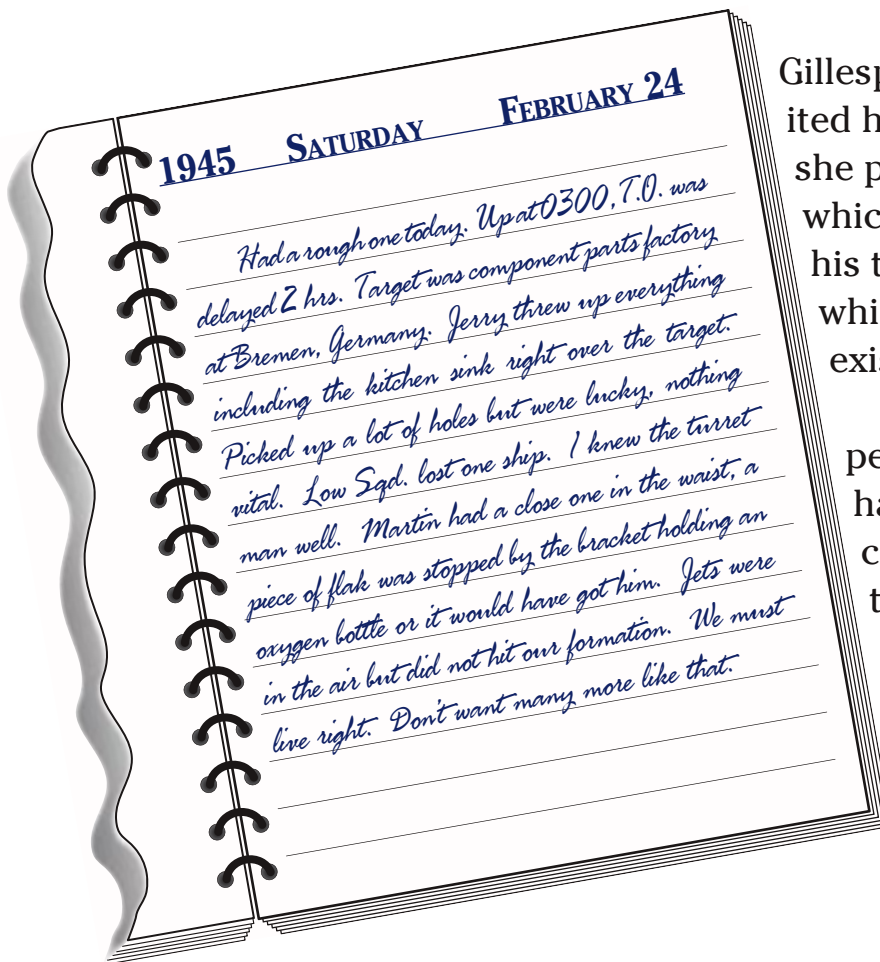 1945 SATURDAY FEBRUARY 24
Had a rough one today. Up at 0300, T.O. was
delayed 2 hrs. Target was component parts factory
at Bremen, Germany. Jerry threw up everything
including the kitchen sink right over the target.
Picked up a lot of holes but were lucky, nothing
vital. Low Sqd. lost one ship. I knew the turret
man well. Martin had a close one in the waist, a
piece of flak was stopped by the bracket holding an
oxygen bottle or it would have got him. Jets were
in the air but did not hit our formation. We must
live right. Don't want many more like that.
Gillesp
ited h
she p
whic
his t
whi
exis
pe
ha
c
t